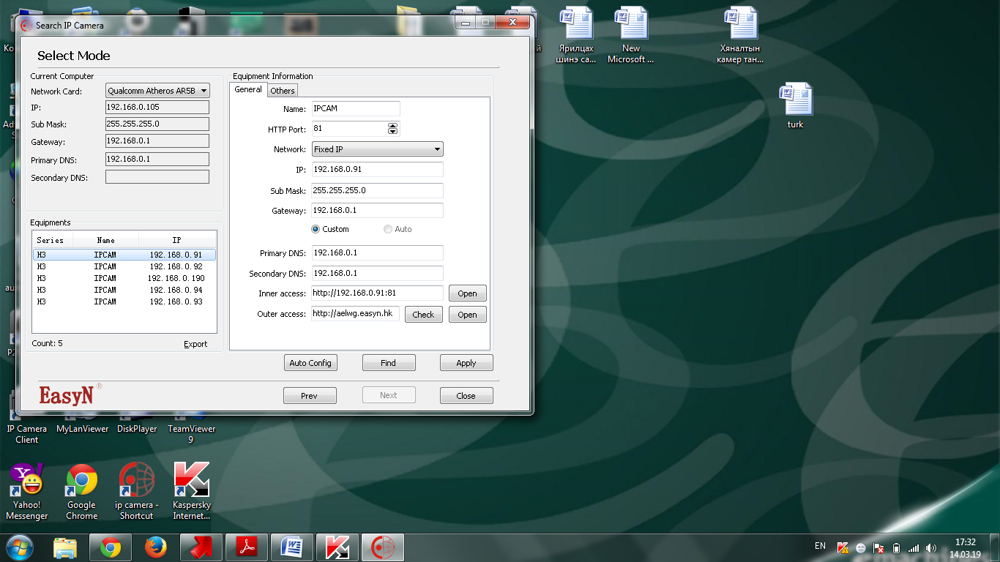 Search IP Camera
Select Mode
Current Computer
Network Card: Qualcomm Atheros AR5B
IP: 192.168.0.105
Sub Mask: 255.255.255.0
Gateway: 192.168.0.1
Primary DNS: 192.168.0.1
Secondary DNS:
Equipments
Series Name IP
H3 IPCAM 192.168.0.91
H3 IPCAM 192.168.0.92
H3 IPCAM 192.168.0.190
H3 IPCAM 192.168.0.94
H3 IPCAM 192.168.0.93
Count: 5 Export
Equipment Information
General Others
Name: IPCAM
HTTP Port: 81
Network: Fixed IP
IP: 192.168.0.91
Sub Mask: 255.255.255.0
Gateway: 192.168.0.1
Custom Auto
Primary DNS: 192.168.0.1
Secondary DNS: 192.168.0.1
Inner access: http://192.168.0.91:81 Open
Outer access: http://aelwg.easyn.hk Check Open
Auto Config Find Apply
EasyN®
Prev Next Close
Ярилцах
шинэ са...
New
Microsoft ...
Хяналтын
камер тан...
turk
IP Camera
Client
MyLanViewer
DiskPlayer
TeamViewer
9
Yahoo!
Messenger
Google
Chrome
ip camera -
Shortcut
Kaspersky
Internet...
EN
17:32
14.03.19